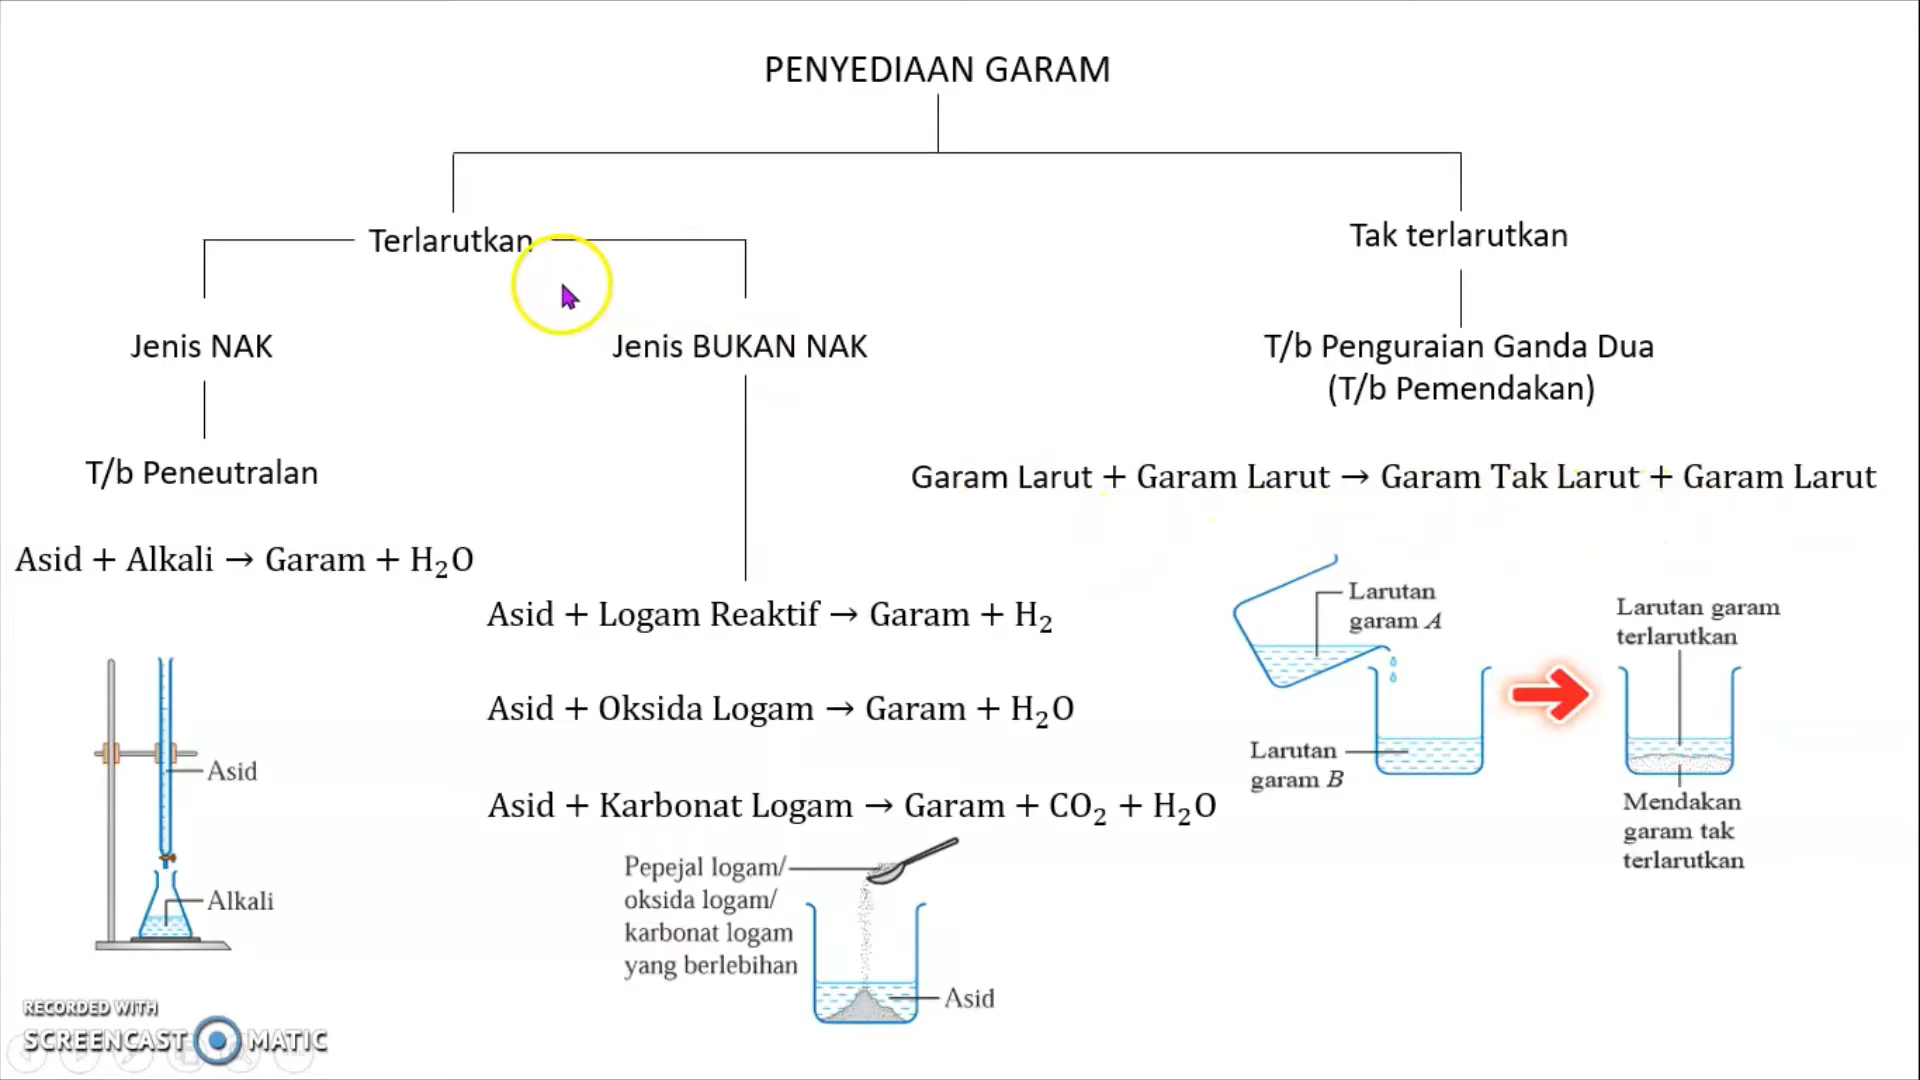 PENYEDIAAN GARAM
Terlarutkan
Tak terlarutkan
Jenis NAK
Jenis BUKAN NAK
T/b Penguraian Ganda Dua
(T/b Pemendakan)
T/b Peneutralan
Garam Larut + Garam Larut → Garam Tak Larut + Garam Larut
Asid + Alkali → Garam + H₂O
Asid + Logam Reaktif → Garam + H₂
Asid + Oksida Logam → Garam + H₂O
Asid + Karbonat Logam → Garam + CO₂ + H₂O
Asid
Alkali
Pepejal logam/
oksida logam/
karbonat logam
yang berlebihan
Asid
Larutan
garam A
Larutan
garam B
Larutan garam
terlarutkan
Mendakan
garam tak
terlarutkan
RECORDED WITH
SCREENCAST MATIC